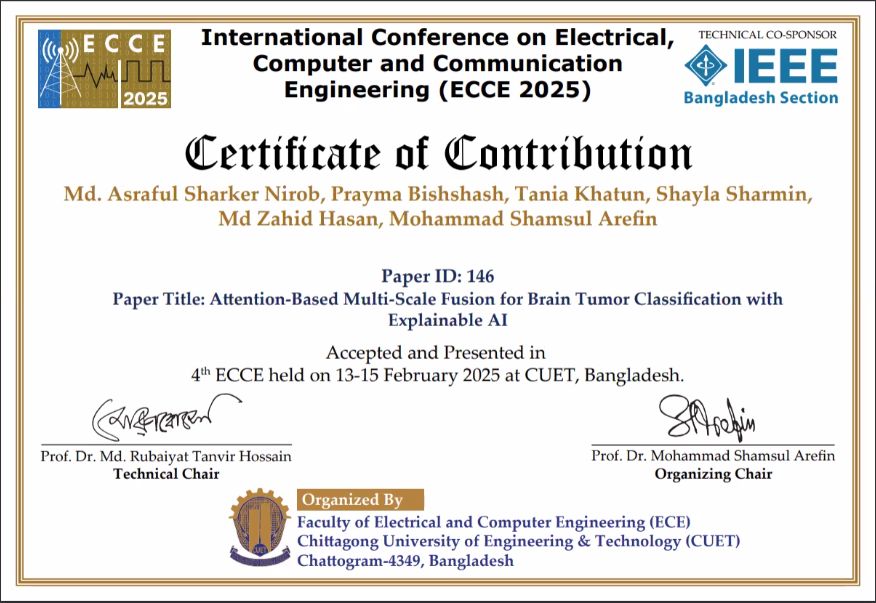 ECCE
2025
International Conference on Electrical,
Computer and Communication
Engineering (ECCE 2025)
TECHNICAL CO-SPONSOR
IEEE
Bangladesh Section
Certificate of Contribution
Md. Asraful Sharker Nirob, Prayma Bishshash, Tania Khatun, Shayla Sharmin,
Md Zahid Hasan, Mohammad Shamsul Arefin
Paper ID: 146
Paper Title: Attention-Based Multi-Scale Fusion for Brain Tumor Classification with
Explainable AI
Accepted and Presented in
4th ECCE held on 13-15 February 2025 at CUET, Bangladesh.
Prof. Dr. Md. Rubaiyat Tanvir Hossain
Technical Chair
SArefin
Prof. Dr. Mohammad Shamsul Arefin
Organizing Chair
Organized By
Faculty of Electrical and Computer Engineering (ECE)
Chittagong University of Engineering & Technology (CUET)
Chattogram-4349, Bangladesh
CUET